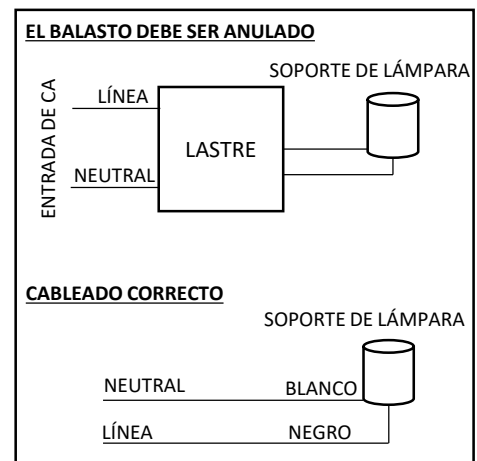 EL BALASTO DEBE SER ANULADO
SOPORTE DE LÁMPARA
ENTRADA DE CA
LÍNEA
LASTRE
NEUTRAL
CABLEADO CORRECTO
SOPORTE DE LÁMPARA
NEUTRAL BLANCO
LÍNEA NEGRO